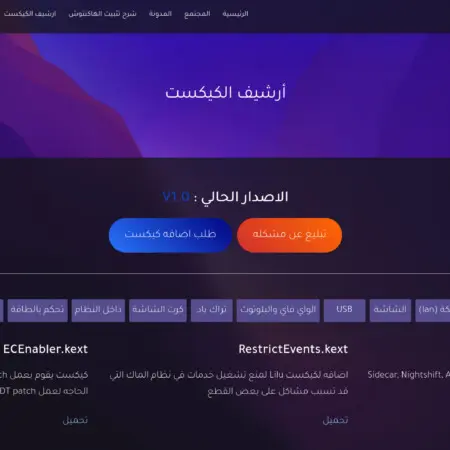 الرئيسية المجتمع المدونة شرح تثبيت الهاكنتوش ارشيف الكيكست
أرشيف الكيكست
الاصدار الحالي : V1.0
تبليغ عن مشكله طلب اضافه كيكست
(lan) الشاشة USB الواي فاي والبلوتوث تراك باد كرت الشاشة داخل النظام تحكم بالطاقة
RestrictEvents.kext ECEnabler.kext
Sidecar, Nightshift, اضافه لكيكست Lilu لمنع تشغيل خدمات في نظام الماك التي كيكست يقوم بعمل
قد تسبب مشاكل على بعض القطع الحاجه لعمل DT patch
تحميل تحميل